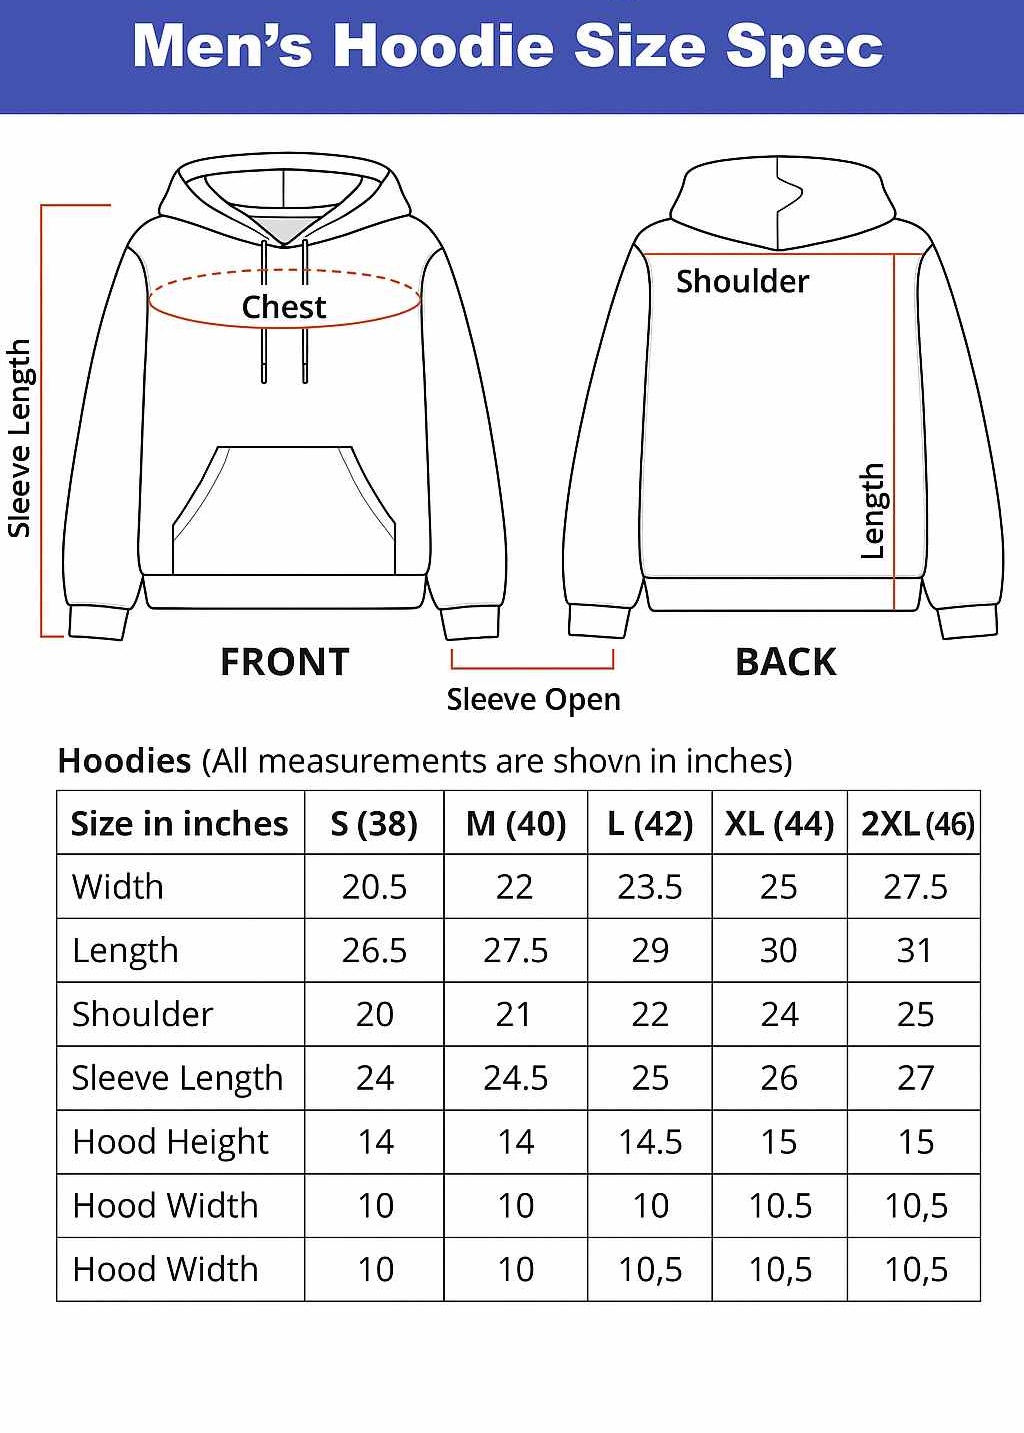 Men's Hoodie Size Spec
Chest
Sleeve Length
Shoulder
Length
FRONT
BACK
Sleeve Open
Hoodies (All measurements are shovn in inches)
Size in inches S (38) M (40) L (42) XL (44) 2XL (46)
Width 20.5 22 23.5 25 27.5
Length 26.5 27.5 29 30 31
Shoulder 20 21 22 24 25
Sleeve Length 24 24.5 25 26 27
Hood Height 14 14 14.5 15 15
Hood Width 10 10 10 10.5 10,5
Hood Width 10 10 10,5 10,5 10,5